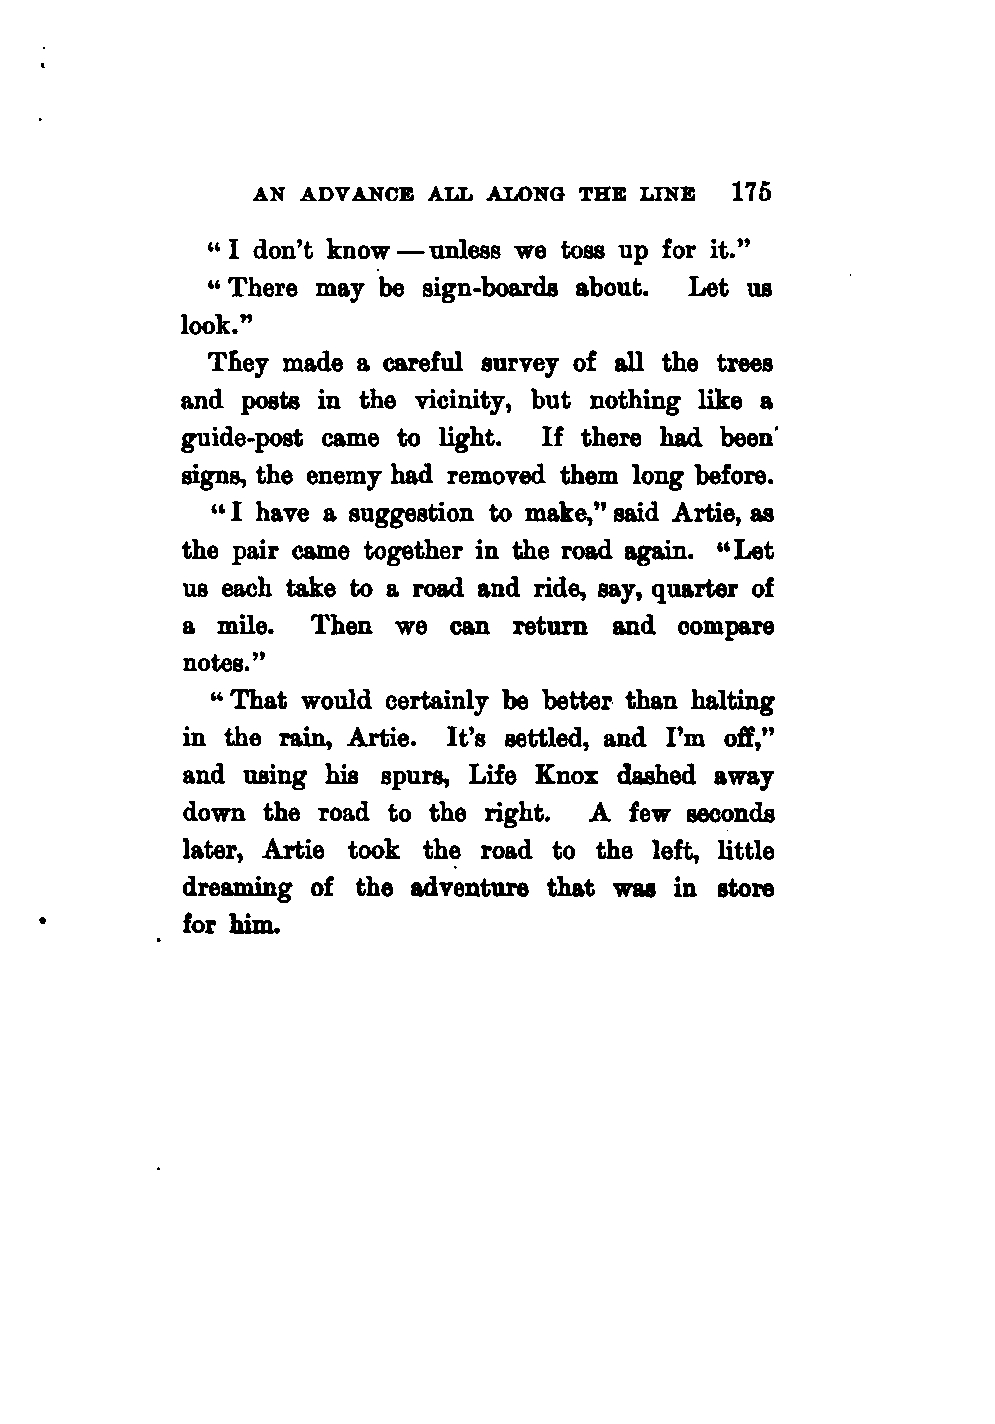 AN ADVANCE ALL ALONG THE LINE 175
“I don’t know—unless we toss up for it.”
“There may be sign-boards about. Let us
look.”
They made a careful survey of all the trees
and posts in the vicinity, but nothing like a
guide-post came to light. If there had been
signs, the enemy had removed them long before.
“I have a suggestion to make,” said Artie, as
the pair came together in the road again. “Let
us each take to a road and ride, say, quarter of
a mile. Then we can return and compare
notes.”
“That would certainly be better than halting
in the rain, Artie. It’s settled, and I’m off,”
and using his spurs, Life Knox dashed away
down the road to the right. A few seconds
later, Artie took the road to the left, little
dreaming of the adventure that was in store
for him.